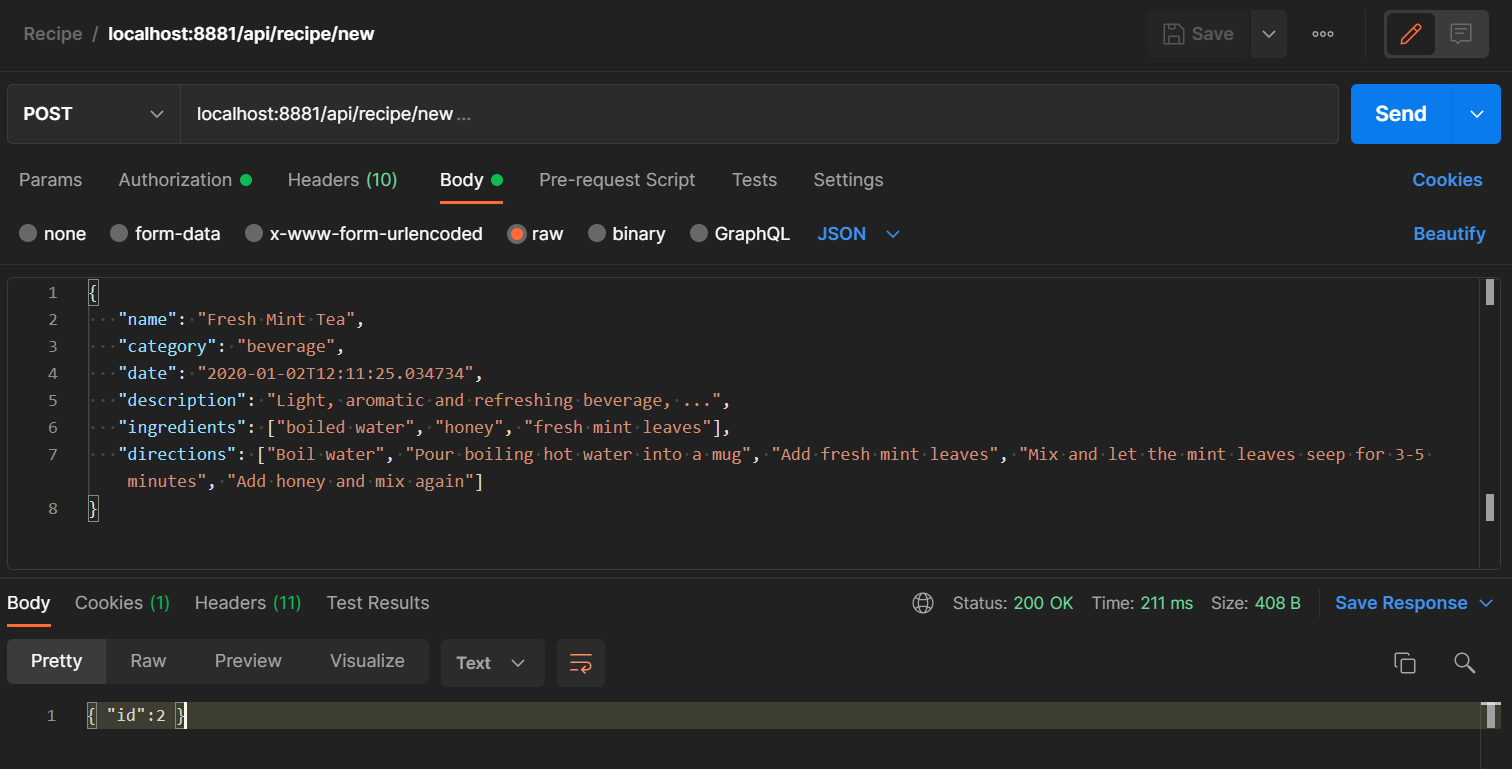 Recipe / localhost:8881/api/recipe/new Save
POST localhost:8881/api/recipe/new ... Send
Params Authorization Headers (10) Body Pre-request Script Tests Settings Cookies
none form-data x-www-form-urlencoded raw binary GraphQL JSON Beautify
1 {
2 "name": "Fresh Mint Tea",
3 "category": "beverage",
4 "date": "2020-01-02T12:11:25.034734",
5 "description": "Light, aromatic and refreshing beverage, ...",
6 "ingredients": ["boiled water", "honey", "fresh mint leaves"],
7 "directions": ["Boil water", "Pour boiling hot water into a mug", "Add fresh mint leaves", "Mix and let the mint leaves seep for 3-5
minutes", "Add honey and mix again"]
8 }
Body Cookies (1) Headers (11) Test Results Status: 200 OK Time: 211 ms Size: 408 B Save Response
Pretty Raw Preview Visualize Text
1 { "id":2 }